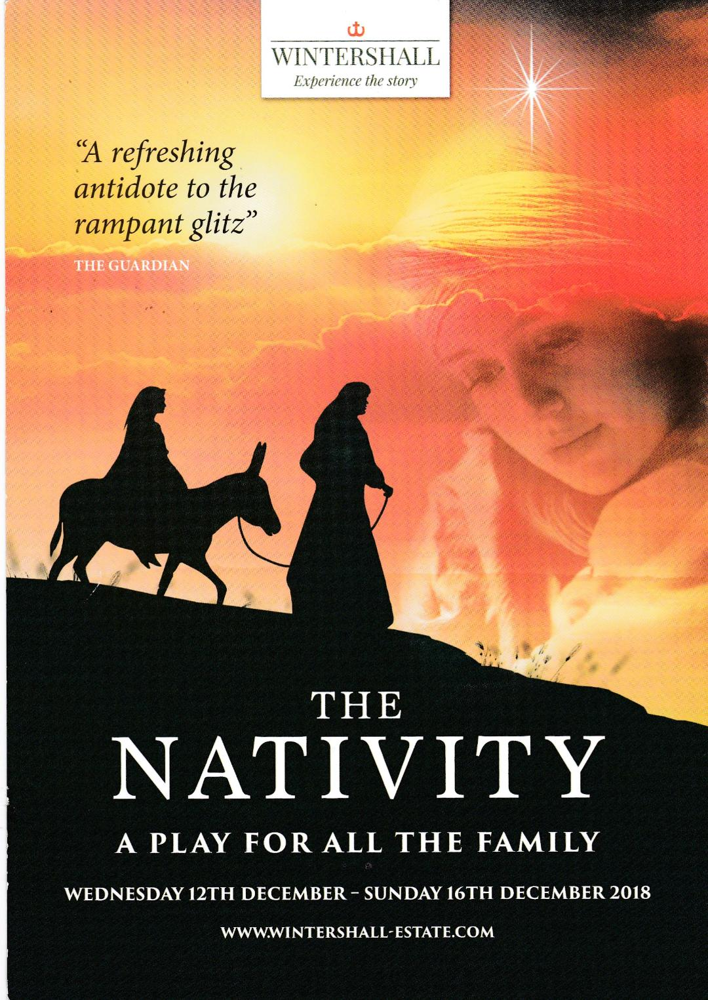 WINTERSHALL
Experience the story
“A refreshing
antidote to the
rampant glitz”
THE GUARDIAN
THE
NATIVITY
A PLAY FOR ALL THE FAMILY
WEDNESDAY 12TH DECEMBER – SUNDAY 16TH DECEMBER 2018
WWW.WINTERSHALL-ESTATE.COM